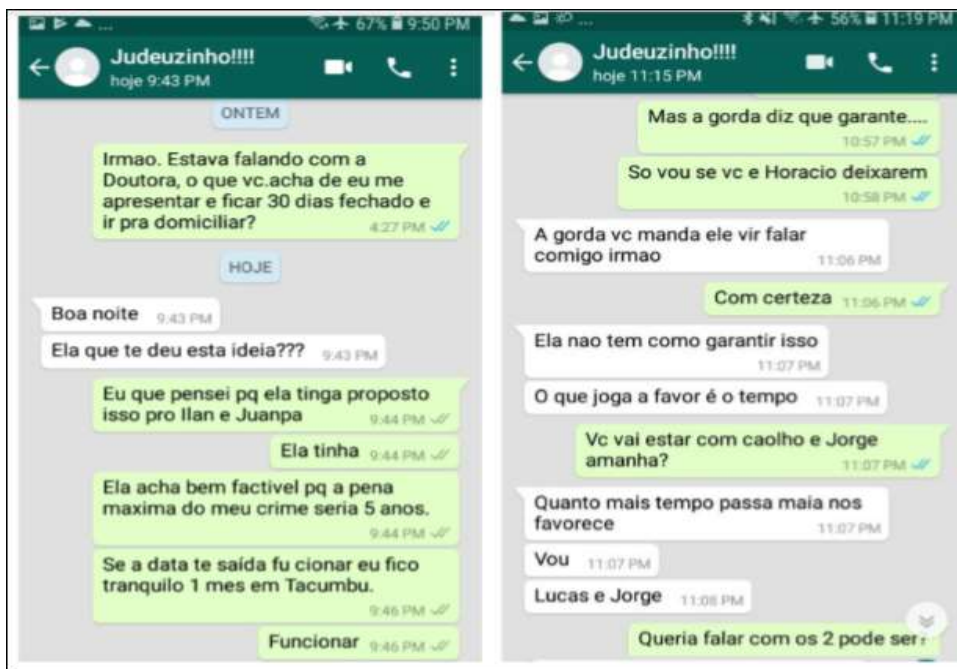 ... 67% 9:50 PM
Judeuzinho!!!!
hoje 9:43 PM
ONTEM
Irmao. Estava falando com a
Doutora, o que vc.acha de eu me
apresentar e ficar 30 dias fechado e
ir pra domiciliar?
4:27 PM
HOJE
Boa noite 9:43 PM
Ela que te deu esta ideia??? 9:43 PM
Eu que pensei pq ela tinga proposto
isso pro Ilan e Juanpa 9:44 PM
Ela tinha 9:44 PM
Ela acha bem factivel pq a pena
maxima do meu crime seria 5 anos.
9:44 PM
Se a data te saída fu cionar eu fico
tranquilo 1 mes em Tacumbu.
9:46 PM
Funcionar 9:46 PM
... 56% 11:19 PM
Judeuzinho!!!!
hoje 11:15 PM
Mas a gorda diz que garante....
10:57 PM
So vou se vc e Horacio deixarem
10:58 PM
A gorda vc manda ele vir falar
comigo irmao 11:06 PM
Com certeza 11:06 PM
Ela nao tem como garantir isso
11:07 PM
O que joga a favor é o tempo 11:07 PM
Vc vai estar com caolho e Jorge
amanha? 11:07 PM
Quanto mais tempo passa maia nos
favorece 11:07 PM
Vou 11:07 PM
Lucas e Jorge 11:08 PM
Queria falar com os 2 pode ser?